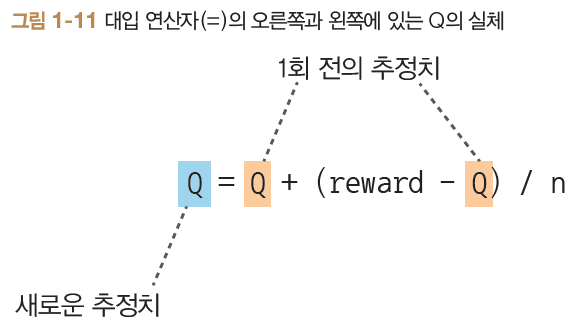 그림 1-11 대입 연산자(=)의 오른쪽과 왼쪽에 있는 Q의 실체
1회 전의 추정치
Q = Q + (reward - Q) / n
새로운 추정치